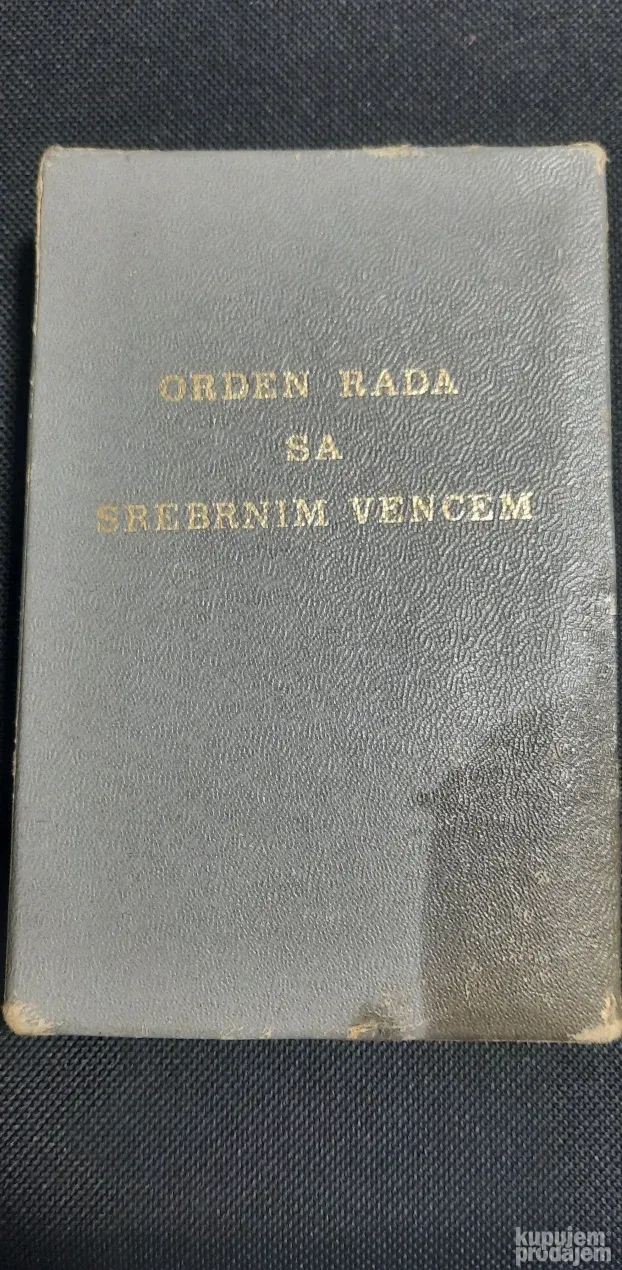 ORDEN RADA
SA
SREBRNIM VENCEM
kupujem
prodajem